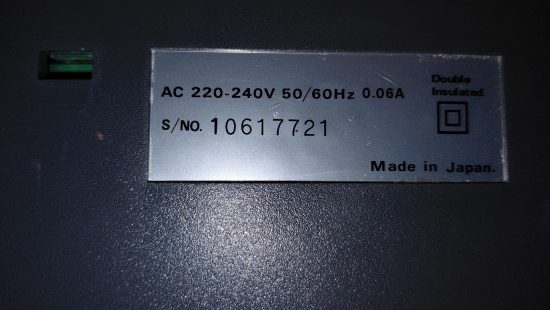 Double
Insulated
AC 220-240V 50/60Hz 0.06A
S/NO. 10617721
Made in Japan.